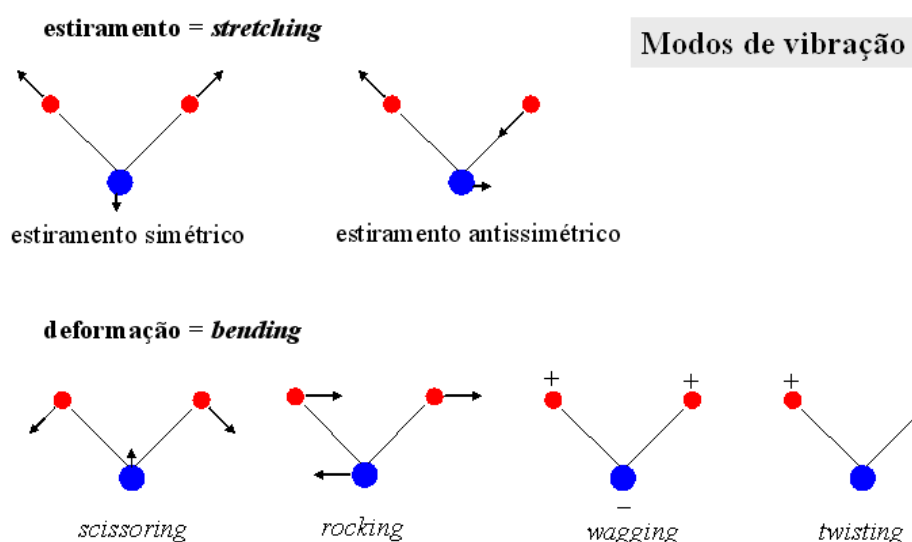 estiramento = stretching
Modos de vibração
estiramento simétrico
estiramento antissimétrico
deformação = bending
+
+
+
−
scissoring
rocking
wagging
twisting